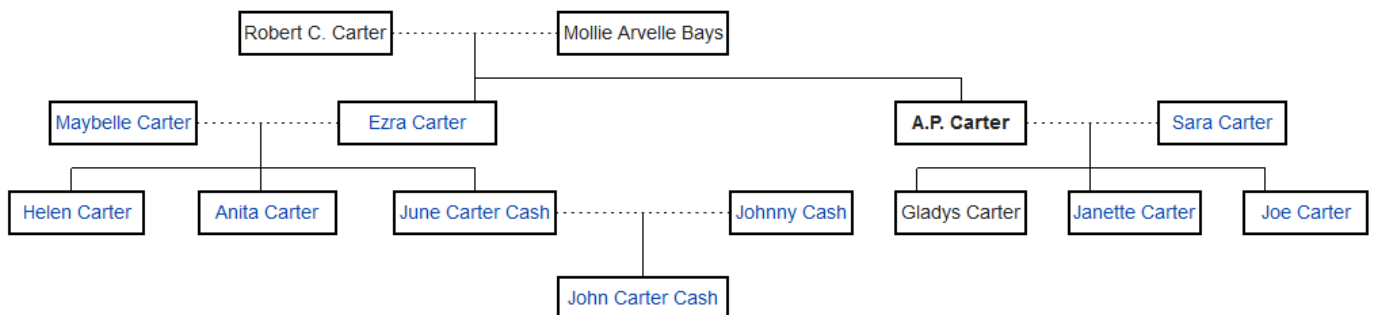 Robert C. Carter
Mollie Arvelle Bays
Maybelle Carter
Ezra Carter
A.P. Carter
Sara Carter
Helen Carter
Anita Carter
June Carter Cash
Johnny Cash
Gladys Carter
Janette Carter
Joe Carter
John Carter Cash